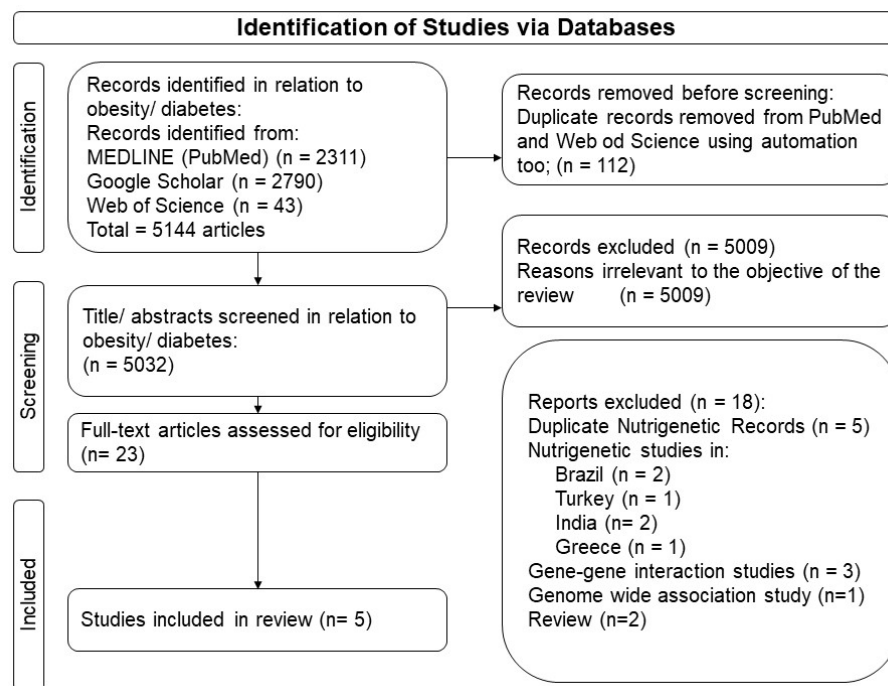 Identification of Studies via Databases
Identification
Records identified in relation to
obesity/ diabetes:
Records identified from:
MEDLINE (PubMed) (n = 2311)
Google Scholar (n = 2790)
Web of Science (n = 43)
Total = 5144 articles
Records removed before screening:
Duplicate records removed from PubMed
and Web od Science using automation
too; (n = 112)
Records excluded (n = 5009)
Reasons irrelevant to the objective of the
review (n = 5009)
Screening
Title/ abstracts screened in relation to
obesity/ diabetes:
(n = 5032)
Full-text articles assessed for eligibility
(n= 23)
Reports excluded (n = 18):
Duplicate Nutrigenetic Records (n = 5)
Nutrigenetic studies in:
Brazil (n = 2)
Turkey (n = 1)
India (n= 2)
Greece (n = 1)
Gene-gene interaction studies (n = 3)
Genome wide association study (n=1)
Review (n=2)
Included
Studies included in review (n= 5)